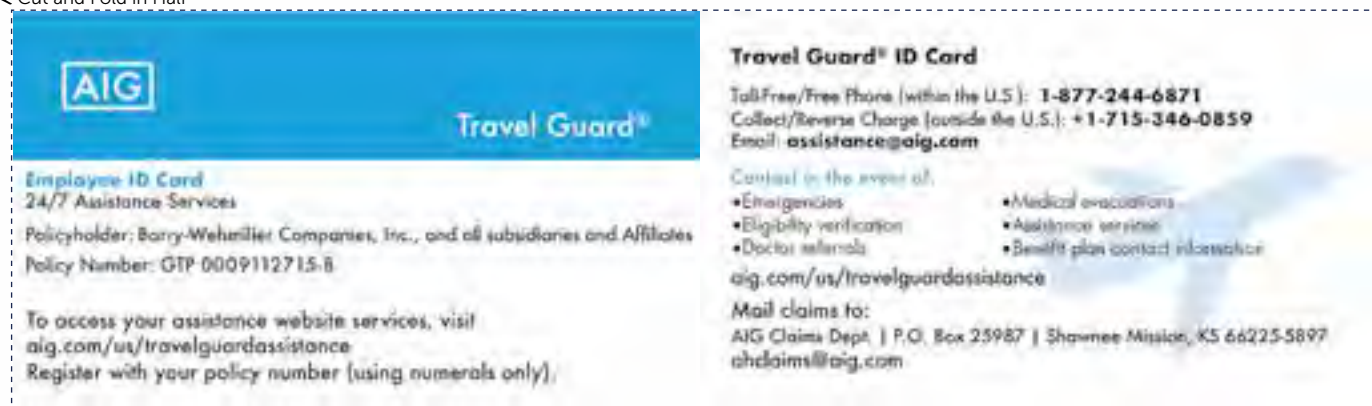 Cut and Fold in Half
AIG
Travel Guard®
Employee ID Card
24/7 Assistance Services
Policyholder: Barry-Wehmiller Companies, Inc., and all subsidiaries and Affiliates
Policy Number: GTP 0009112715-B
To access your assistance website services, visit
aig.com/us/travelguardassistance
Register with your policy number (using numerals only).
Travel Guard® ID Card
Toll-Free/Free Phone (within the U.S.): 1-877-244-6871
Collect/Reverse Charge (outside the U.S.): +1-715-346-0859
Email: assistance@aig.com
Contact in the event of:
•Emergencies
•Medical evacuations
•Eligibility verification
•Assistance services
•Doctor referrals
•Benefit plan contact information
aig.com/us/travelguardassistance
Mail claims to:
AIG Claims Dept. | P.O. Box 25987 | Shawnee Mission, KS 66225-5897
ahclaims@aig.com